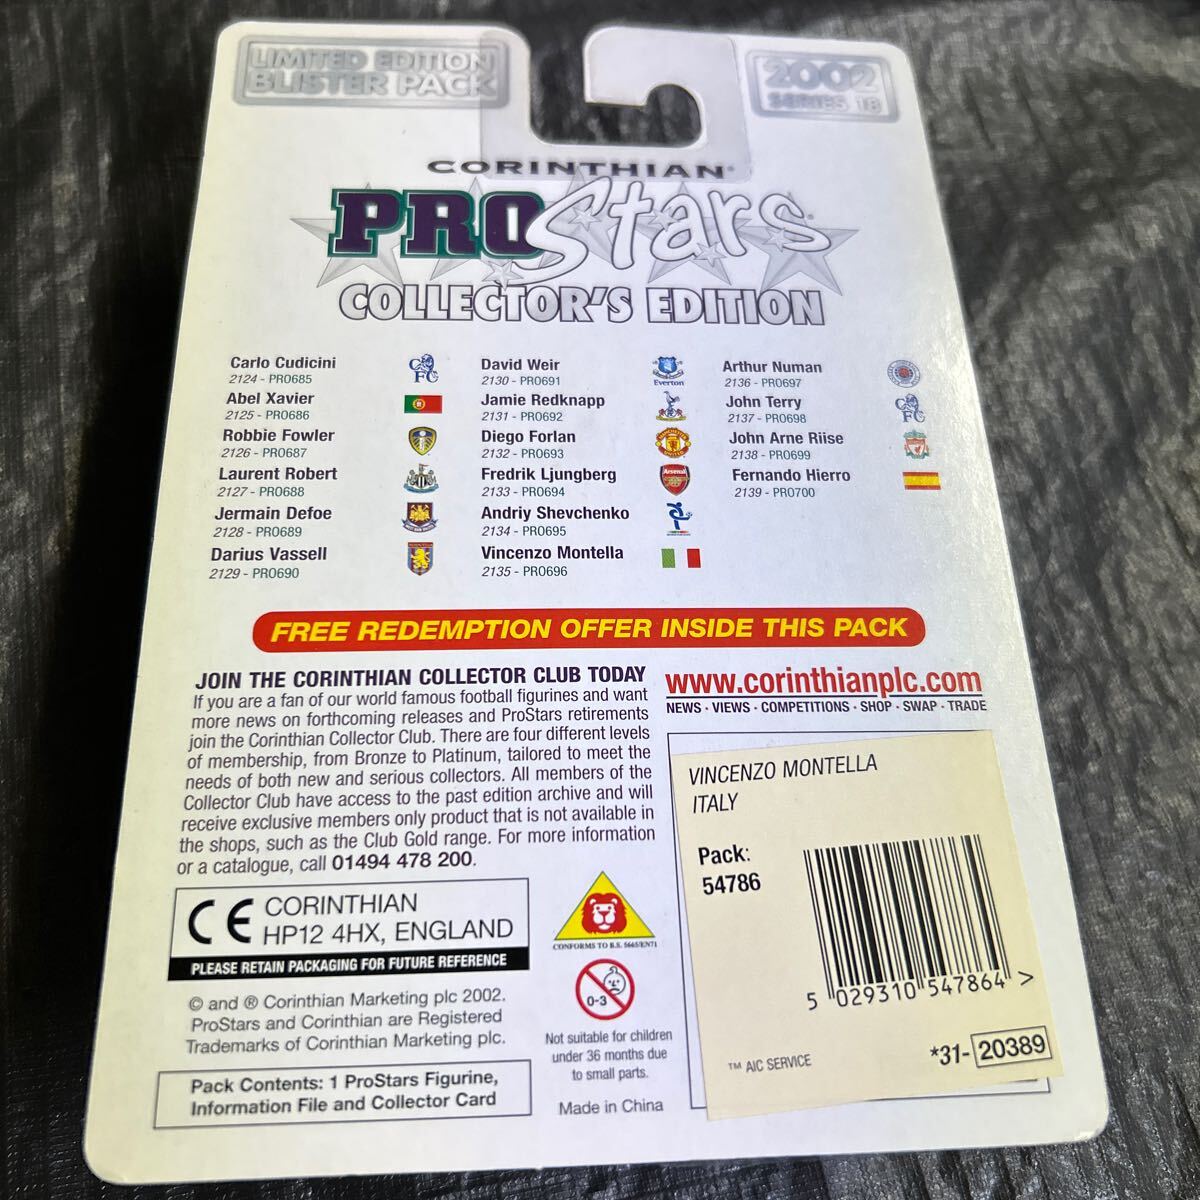 LIMITED EDITION
BLISTER PACK
2002
SERIES 18
CORINTHIAN®
PROStars
COLLECTOR'S EDITION
Carlo Cudicini
2124 - PRO685
Abel Xavier
2125 - PRO686
Robbie Fowler
2126 - PRO687
Laurent Robert
2127 - PRO688
Jermain Defoe
2128 - PRO689
Darius Vassell
2129 - PRO690
David Weir
2130 - PRO691
Jamie Redknapp
2131 - PRO692
Diego Forlan
2132 - PRO693
Fredrik Ljungberg
2133 - PRO694
Andriy Shevchenko
2134 - PRO695
Vincenzo Montella
2135 - PRO696
Everton
Arsenal
Arthur Numan
2136 - PRO697
John Terry
2137 - PRO698
John Arne Riise
2138 - PRO699
Fernando Hierro
2139 - PRO700
FREE REDEMPTION OFFER INSIDE THIS PACK
JOIN THE CORINTHIAN COLLECTOR CLUB TODAY
If you are a fan of our world famous football figurines and want
more news on forthcoming releases and ProStars retirements
join the Corinthian Collector Club. There are four different levels
of membership, from Bronze to Platinum, tailored to meet the
needs of both new and serious collectors. All members of the
Collector Club have access to the past edition archive and will
receive exclusive members only product that is not available in
the shops, such as the Club Gold range. For more information
or a catalogue, call 01494 478 200.
www.corinthianplc.com
NEWS · VIEWS · COMPETITIONS · SHOP · SWAP · TRADE
CE CORINTHIAN
HP12 4HX, ENGLAND
PLEASE RETAIN PACKAGING FOR FUTURE REFERENCE
© and ® Corinthian Marketing plc 2002.
ProStars and Corinthian are Registered
Trademarks of Corinthian Marketing plc.
Pack Contents: 1 ProStars Figurine,
Information File and Collector Card
CONFORMS TO B.S. 5665/EN71
0-3
Not suitable for children
under 36 months due
to small parts.
Made in China
VINCENZO MONTELLA
ITALY
Pack:
54786
5 029310 547864 >
™ AIC SERVICE
*31- 20389